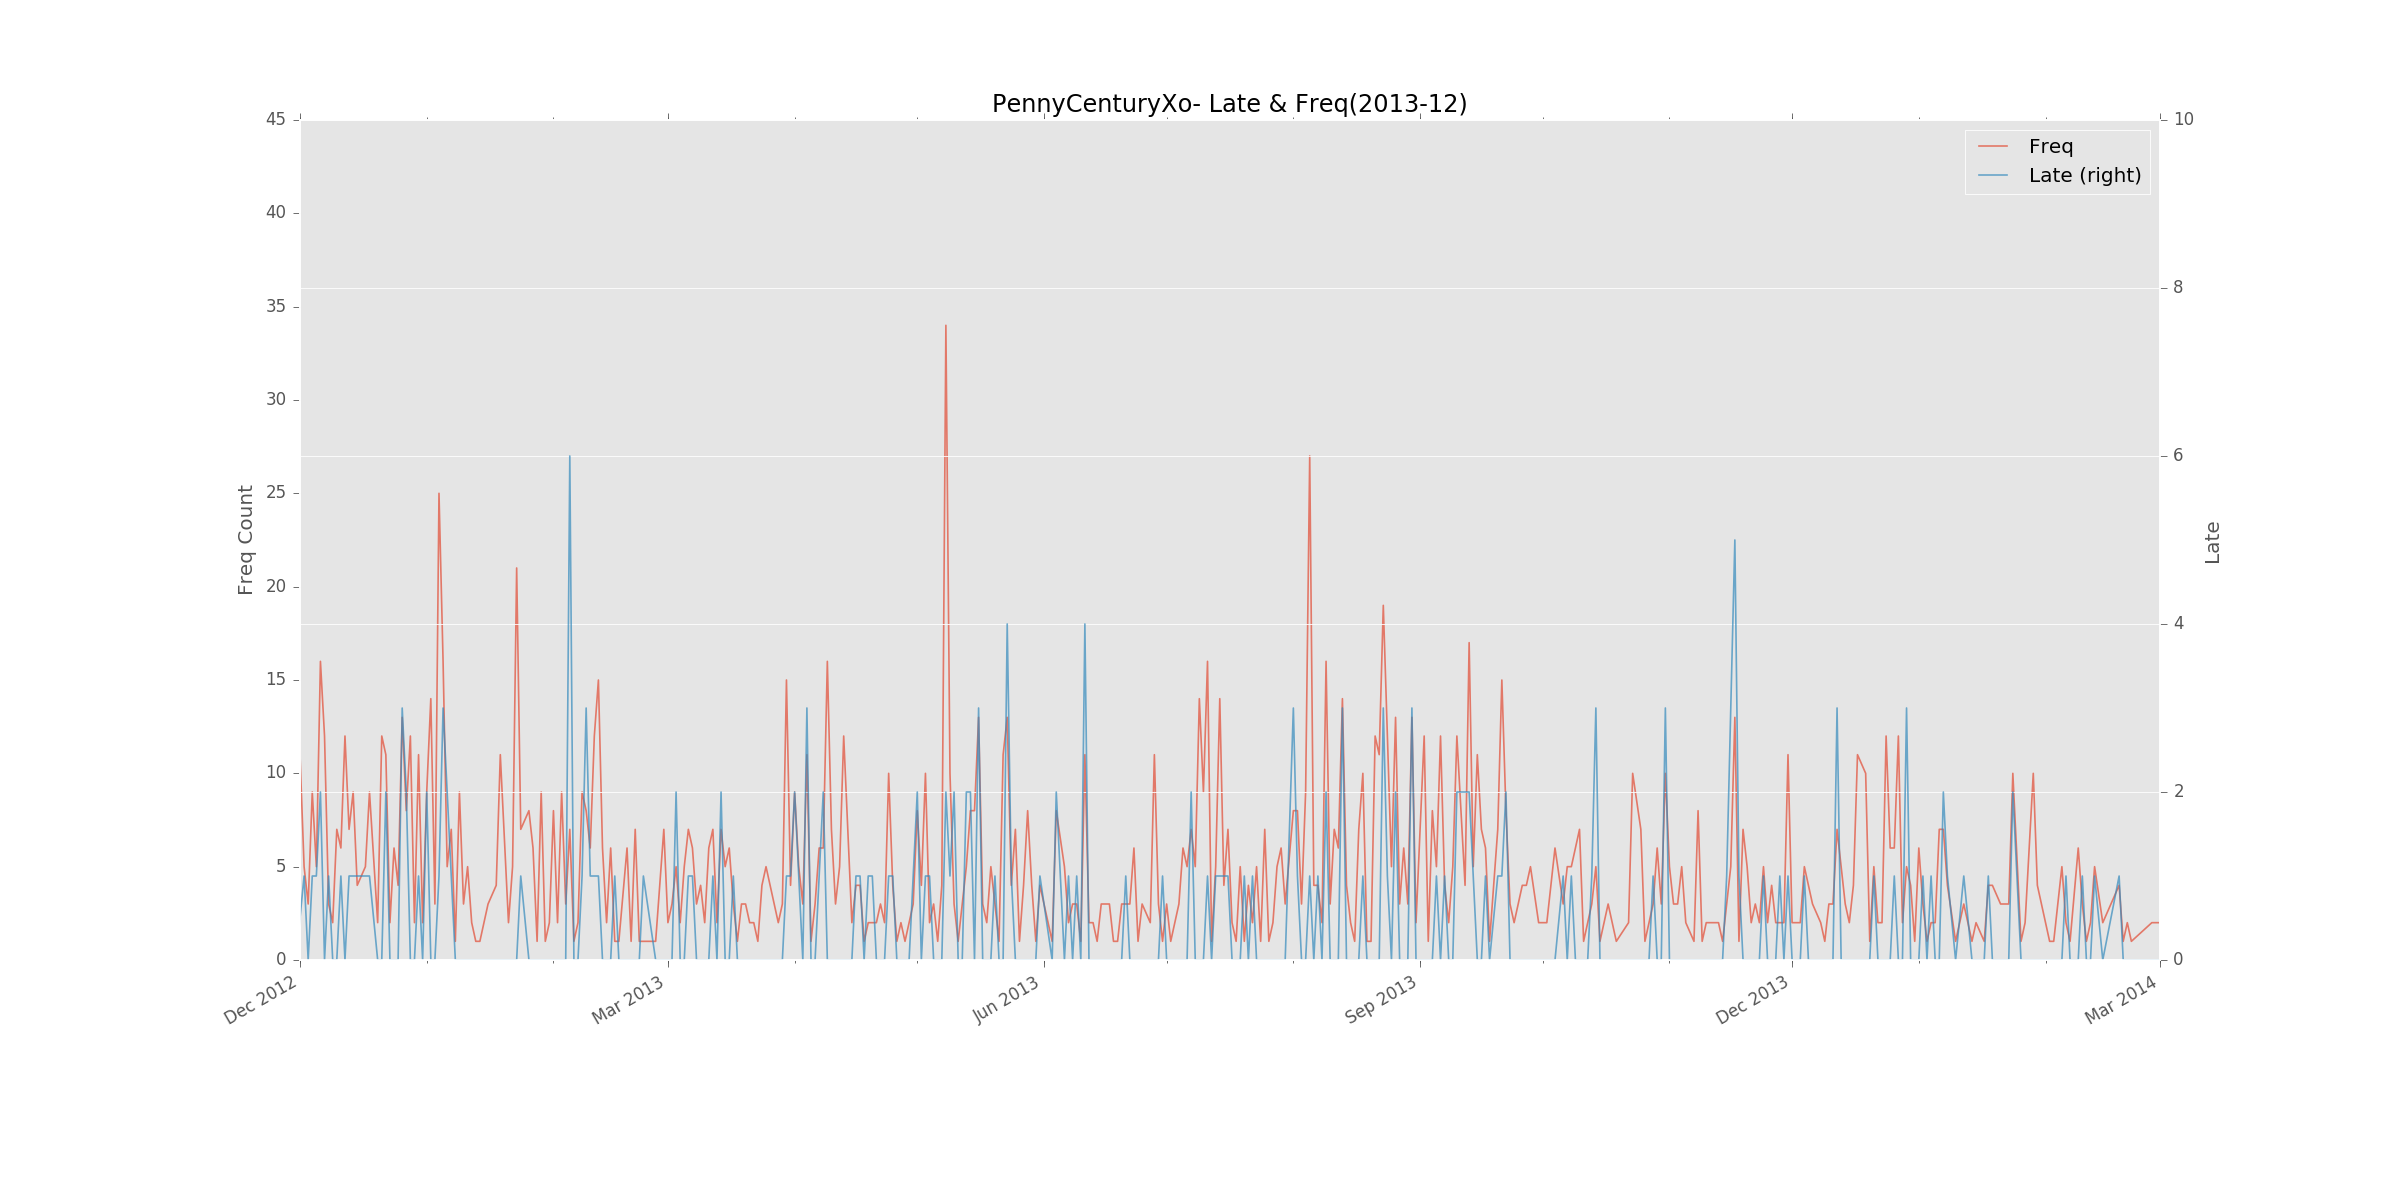 PennyCenturyXo- Late & Freq(2013-12)
Freq
Late (right)
45
40
35
30
25
20
15
10
5
0
Freq Count
10
8
6
4
2
0
Late
Dec 2012
Mar 2013
Jun 2013
Sep 2013
Dec 2013
Mar 2014